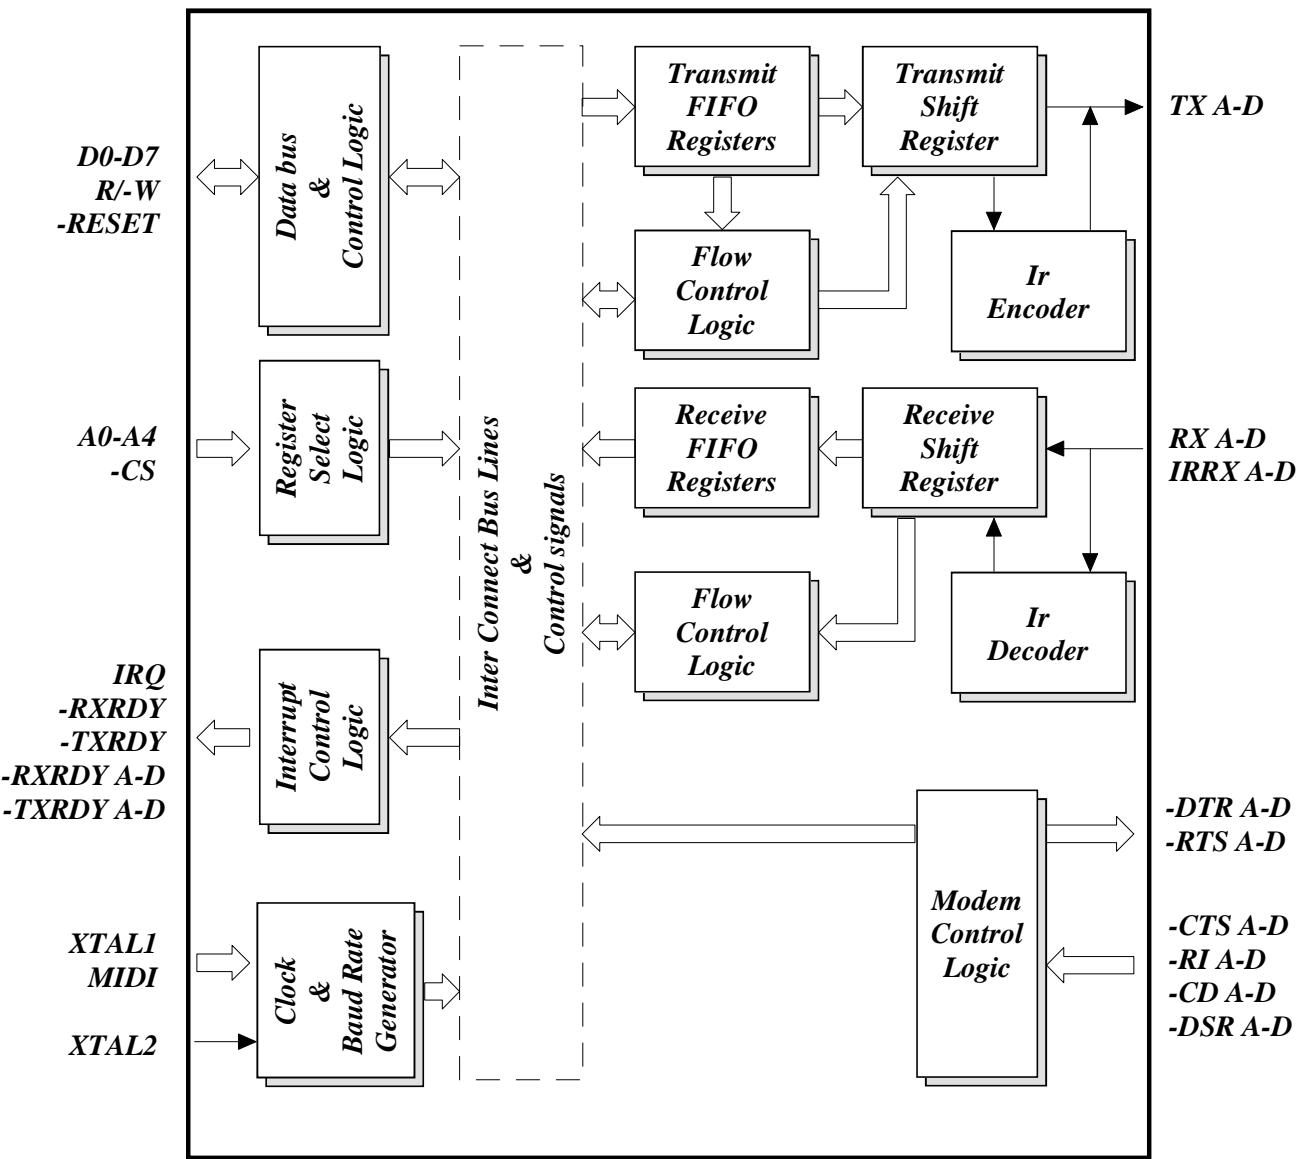 D0-D7
R/-W
-RESET
Data bus
&
Control Logic
A0-A4
-CS
Register
Select
Logic
IRQ
-RXRDY
-TXRDY
-RXRDY A-D
-TXRDY A-D
Interrupt
Control
Logic
XTAL1
MIDI
XTAL2
Clock
&
Baud Rate
Generator
Inter Connect Bus Lines
&
Control signals
Transmit
FIFO
Registers
Transmit
Shift
Register
TX A-D
Flow
Control
Logic
Ir
Encoder
Receive
FIFO
Registers
Receive
Shift
Register
RX A-D
IRRX A-D
Flow
Control
Logic
Ir
Decoder
Modem
Control
Logic
-DTR A-D
-RTS A-D
-CTS A-D
-RI A-D
-CD A-D
-DSR A-D